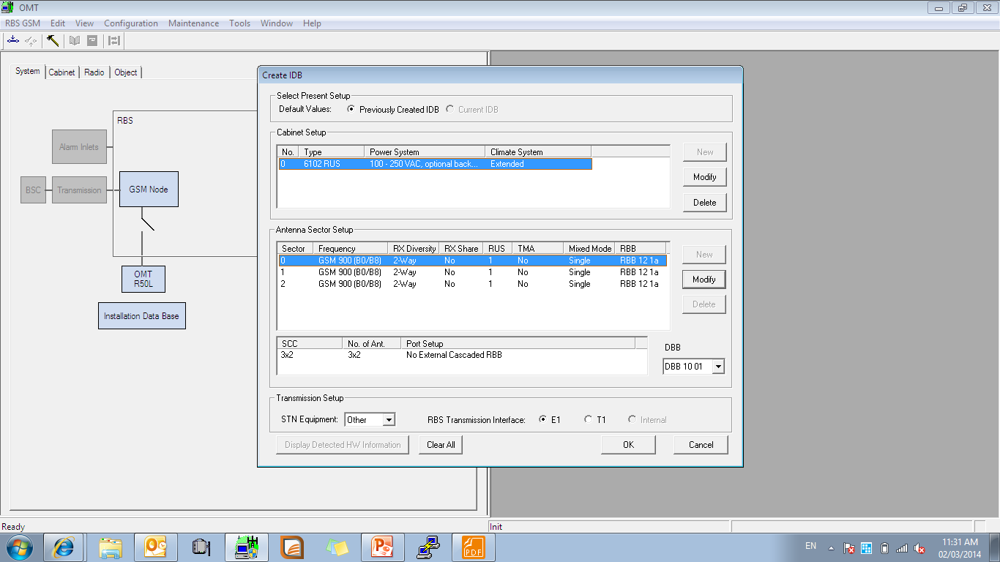 OMT
RBS GSM Edit View Configuration Maintenance Tools Window Help
System Cabinet Radio Object
RBS
Alarm Inlets
BSC
Transmission
GSM Node
OMT
R50L
Installation Data Base
Create IDB
Select Present Setup
Default Values: Previously Created IDB Current IDB
Cabinet Setup
No. Type Power System Climate System
0 6102 RUS 100 - 250 VAC, optional back... Extended
New
Modify
Delete
Antenna Sector Setup
Sector Frequency RX Diversity RX Share RUS TMA Mixed Mode RBB
0 GSM 900 (B0/B8) 2-Way No 1 No Single RBB 12 1a
1 GSM 900 (B0/B8) 2-Way No 1 No Single RBB 12 1a
2 GSM 900 (B0/B8) 2-Way No 1 No Single RBB 12 1a
New
Modify
Delete
SCC No. of Ant. Port Setup
3x2 3x2 No External Cascaded RBB
DBB
DBB 10 01
Transmission Setup
STN Equipment: Other RBS Transmission Interface: E1 T1 Internal
Display Detected HW Information Clear All OK Cancel
Ready Init
PDF
EN
11:31 AM
02/03/2014